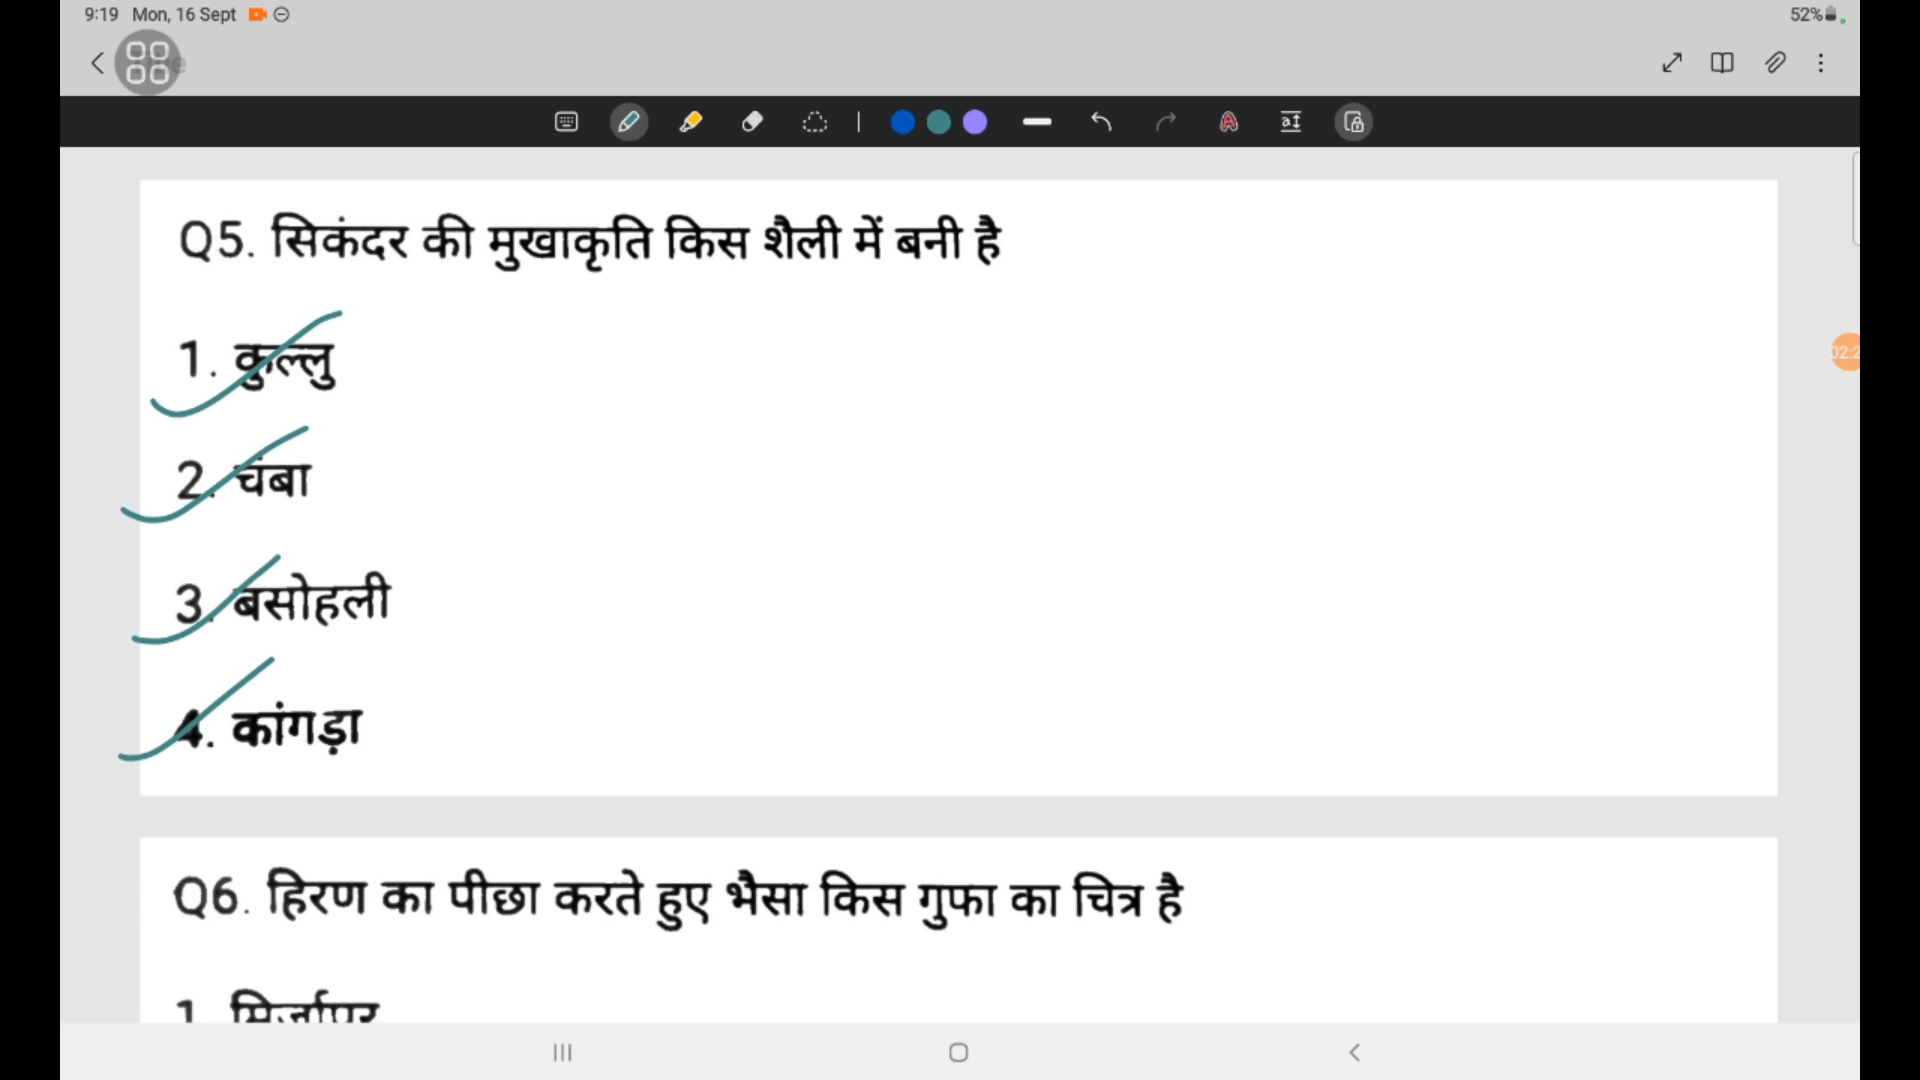 9:19 Mon, 16 Sept
52%
Q5. सिकंदर की मुखाकृति किस शैली में बनी है
1. कुल्लु
2. चंबा
3. बसोहली
4. कांगड़ा
Q6. हिरण का पीछा करते हुए भैसा किस गुफा का चित्र है
1. मिर्जापुर